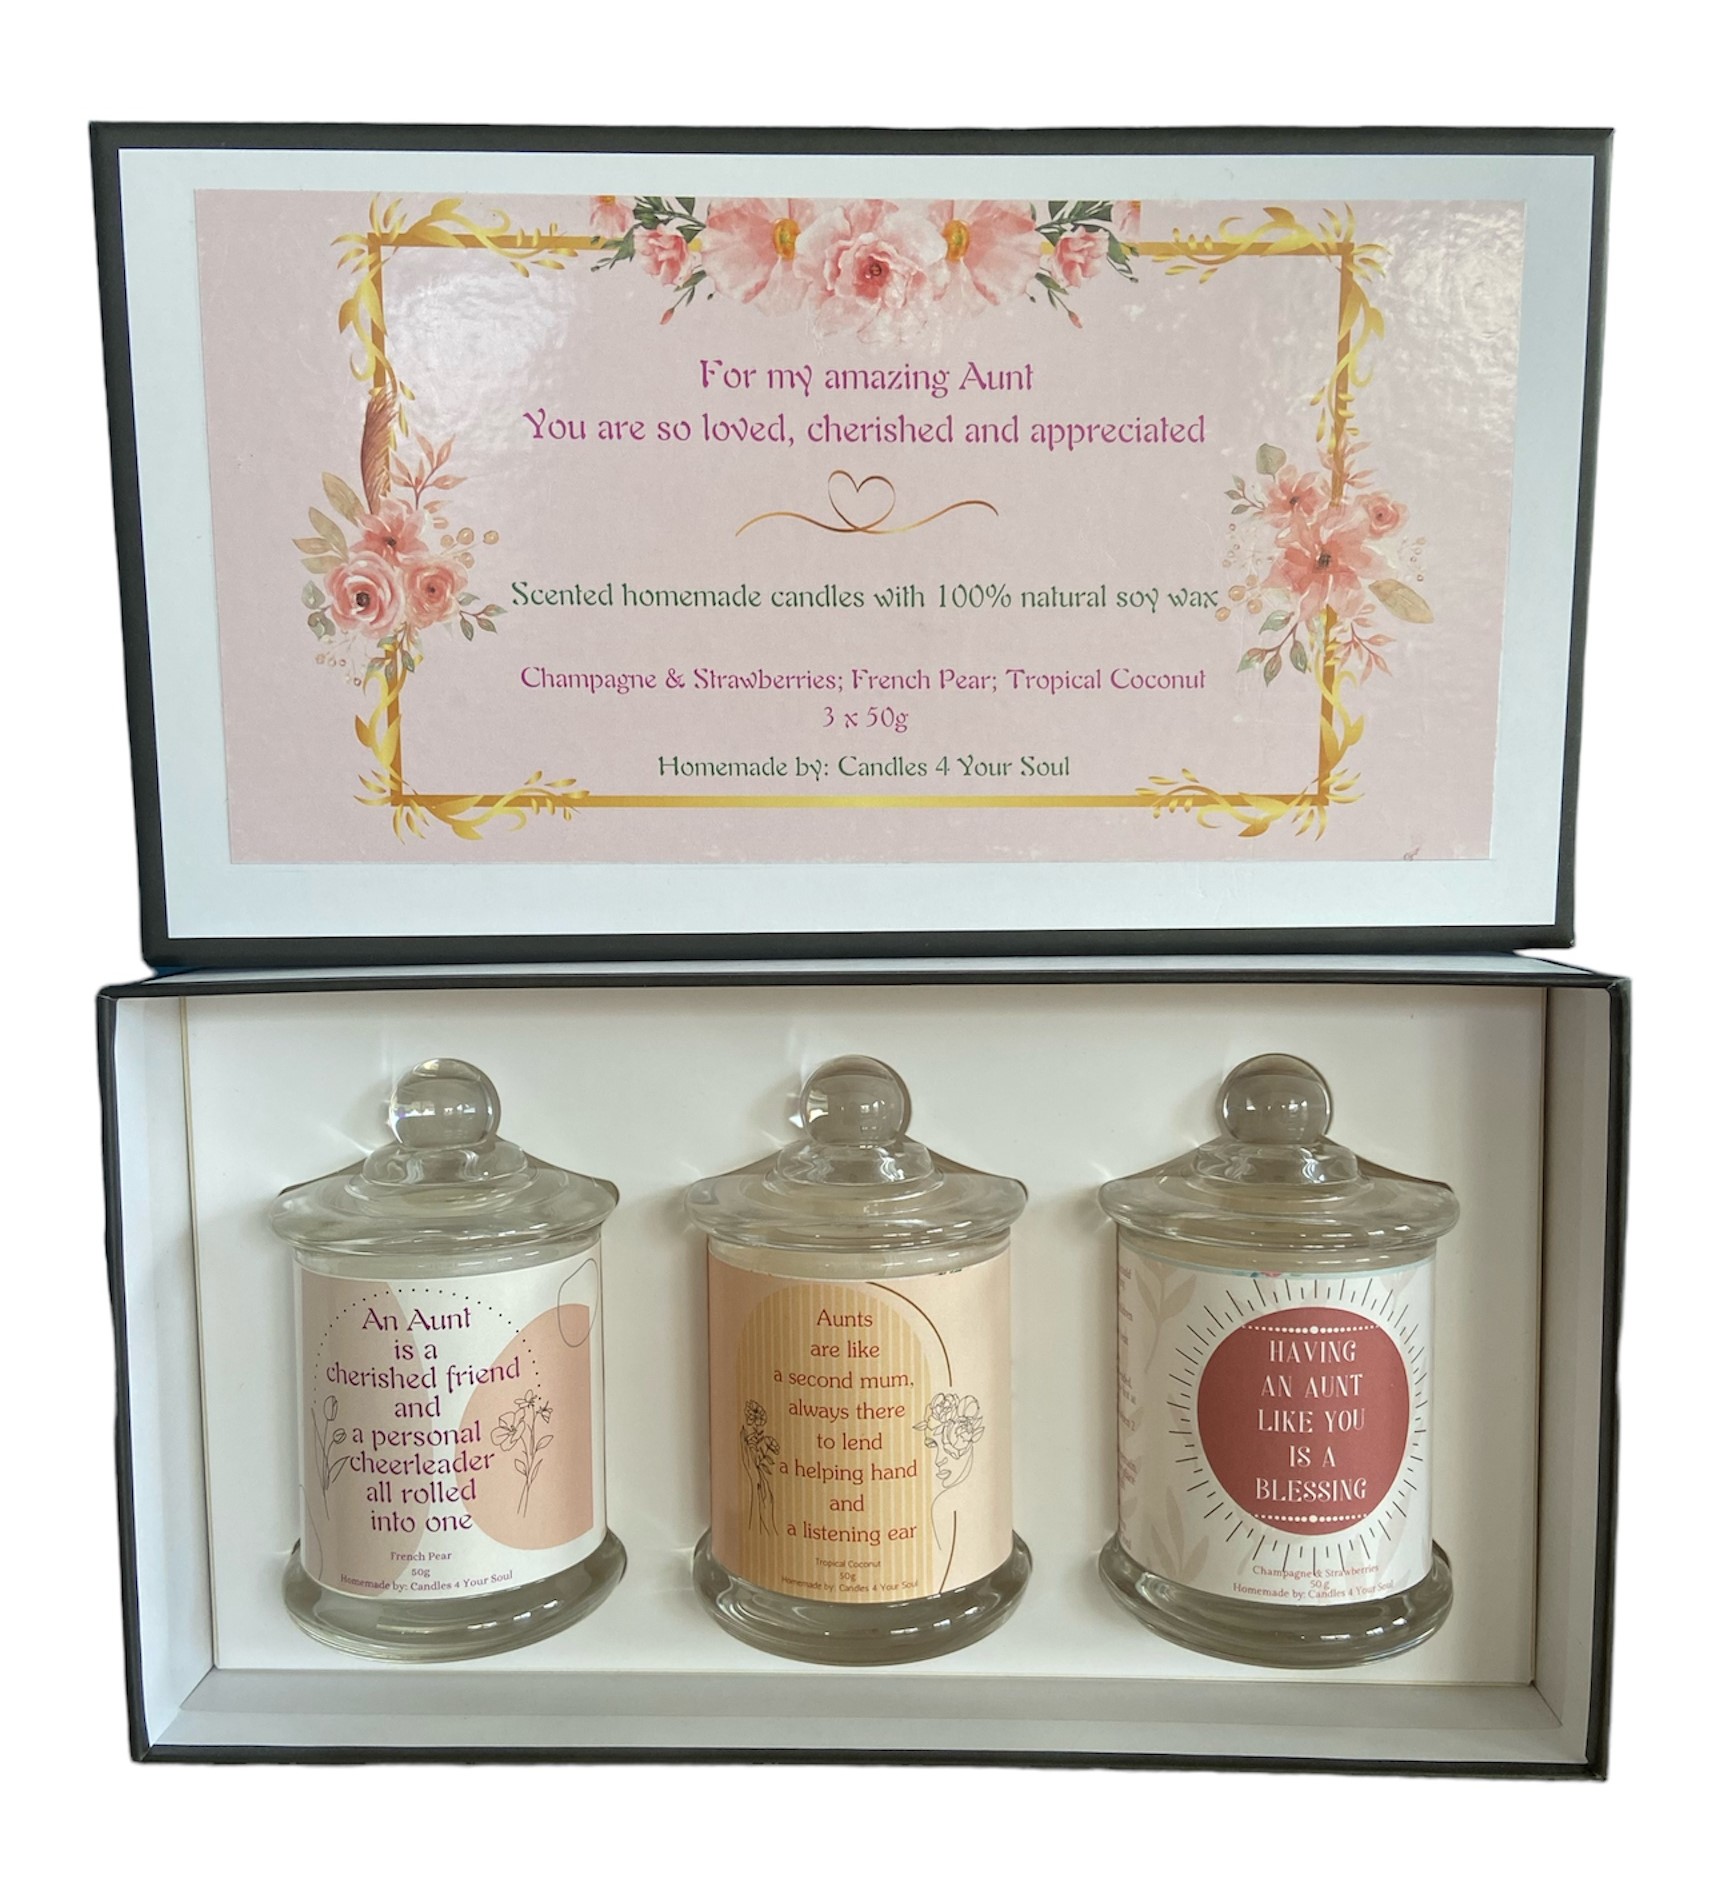 For my amazing Aunt
You are so loved, cherished and appreciated
Scented homemade candles with 100% natural soy wax
Champagne & Strawberries; French Pear; Tropical Coconut
3 x 50g
Homemade by: Candles 4 Your Soul
An Aunt
is a
cherished friend
and
a personal
cheerleader
all rolled
into one
French Pear
50g
Homemade by: Candles 4 Your Soul
Aunts
are like
a second mum,
always there
to lend
a helping hand
and
a listening ear
Tropical Coconut
50g
Homemade by: Candles 4 Your Soul
HAVING
AN AUNT
LIKE YOU
IS A
BLESSING
Champagne & Strawberries
50g
Homemade by: Candles 4 Your Soul